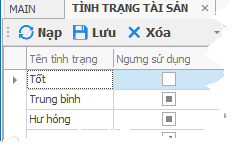 MAIN TÌNH TRẠNG TÀI SẢN
Nạp Lưu Xóa
Tên tình trạng Ngưng sử dụng
Tốt
Trung bình
Hư hỏng